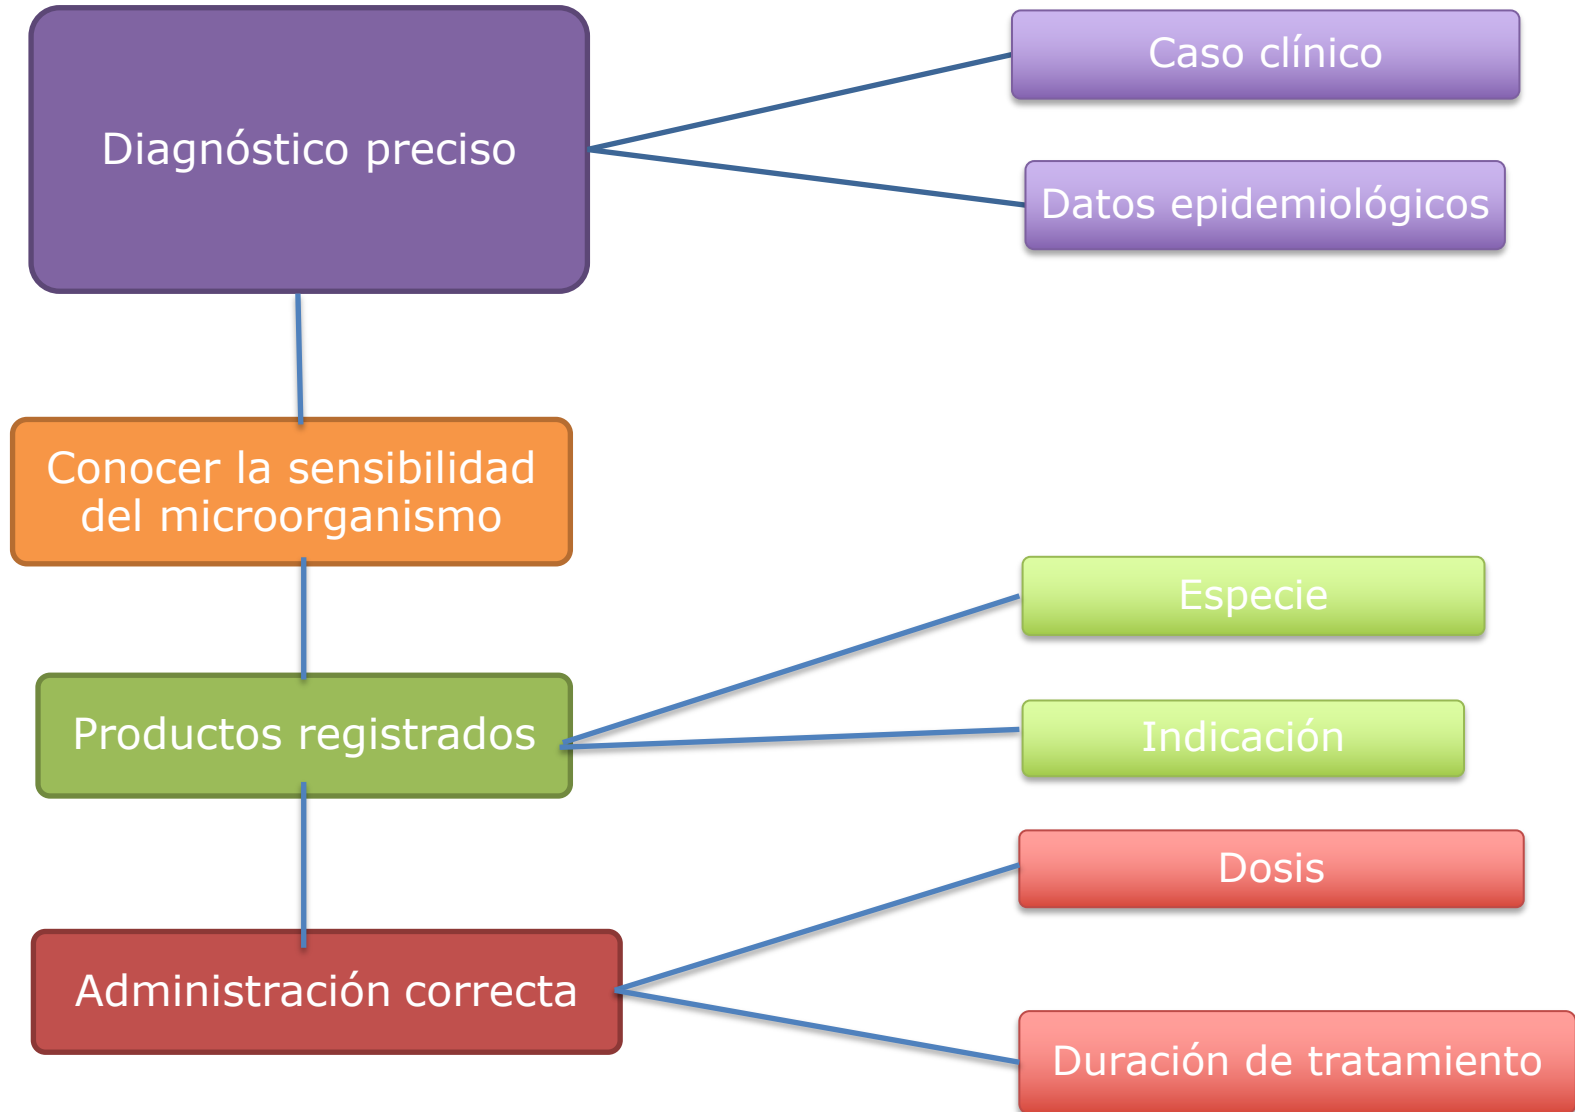 Diagnóstico preciso
Caso clínico
Datos epidemiológicos
Conocer la sensibilidad
del microorganismo
Productos registrados
Especie
Indicación
Administración correcta
Dosis
Duración de tratamiento